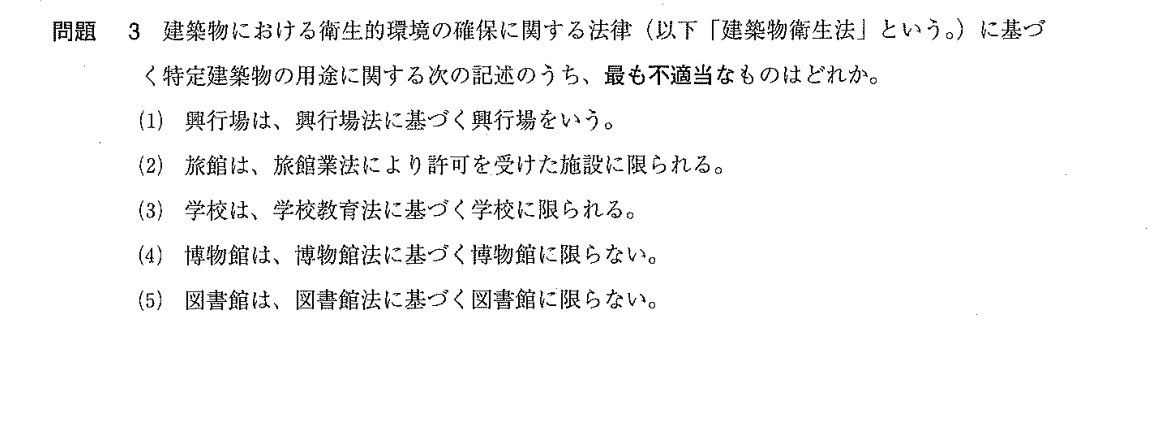 問題　3　建築物における衛生的環境の確保に関する法律（以下「建築物衛生法」という。）に基づ
く特定建築物の用途に関する次の記述のうち、最も不適当なものはどれか。
(1)　興行場は、興行場法に基づく興行場をいう。
(2)　旅館は、旅館業法により許可を受けた施設に限られる。
(3)　学校は、学校教育法に基づく学校に限られる。
(4)　博物館は、博物館法に基づく博物館に限らない。
(5)　図書館は、図書館法に基づく図書館に限らない。